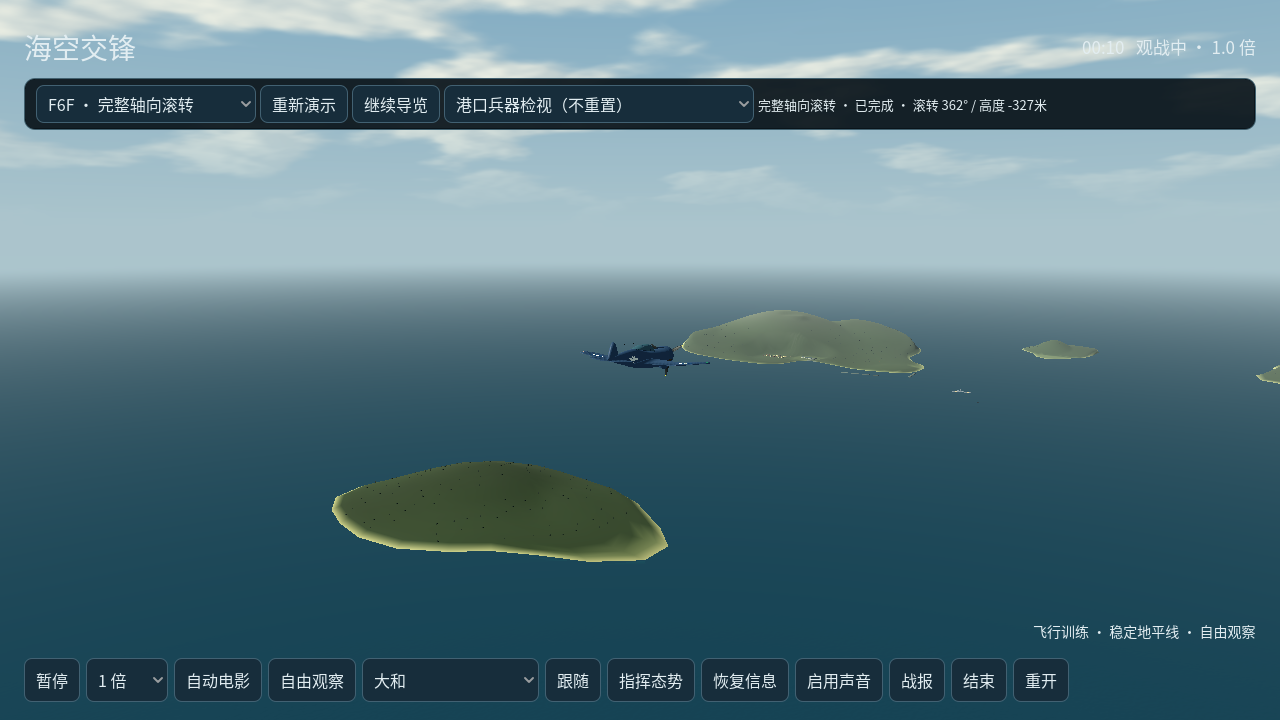 海空交锋
00:10 观战中 · 1.0 倍
F6F · 完整轴向滚转 重新演示 继续导览 港口兵器检视（不重置） 完整轴向滚转 · 已完成 · 滚转 362° / 高度 -327米
飞行训练 · 稳定地平线 · 自由观察
暂停 1 倍 自动电影 自由观察 大和 跟随 指挥态势 恢复信息 启用声音 战报 结束 重开